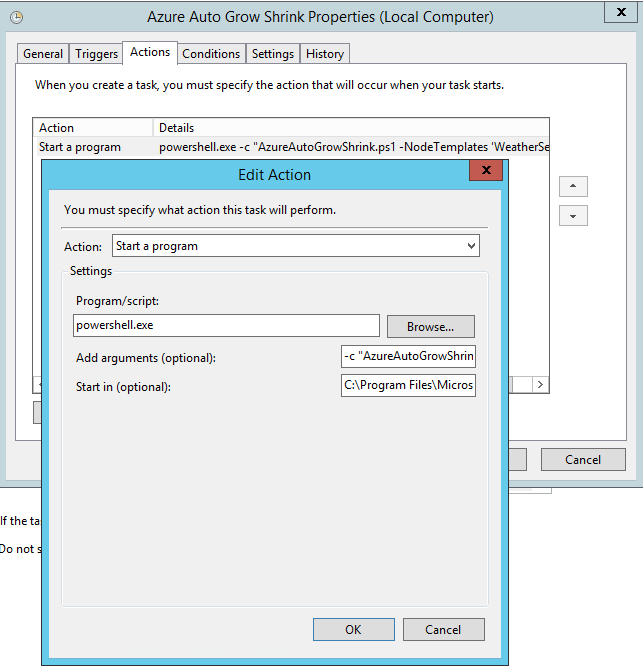 Azure Auto Grow Shrink Properties (Local Computer)
General Triggers Actions Conditions Settings History
When you create a task, you must specify the action that will occur when your task starts.
Action Details
Start a program powershell.exe -c "AzureAutoGrowShrink.ps1 -NodeTemplates 'WeatherSe
Edit Action
You must specify what action this task will perform.
Action: Start a program
Settings
Program/script:
powershell.exe Browse...
Add arguments (optional): -c "AzureAutoGrowShrin
Start in (optional): C:\Program Files\Micros
Cancel
If the ta
Do not s
OK Cancel